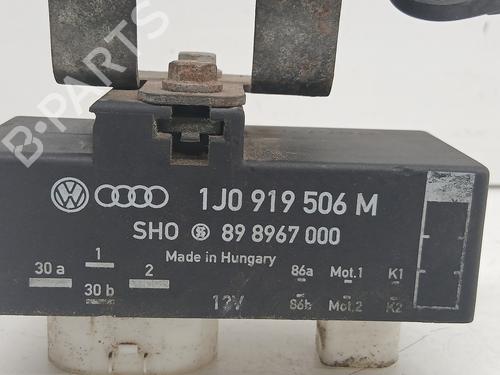 B-PARTS
1J0 919 506 M
SHO 89 8967 000
Made in Hungary
30 a 1 2 86a Mot.1 K1
30 b 12V 86b Mot.2 K2